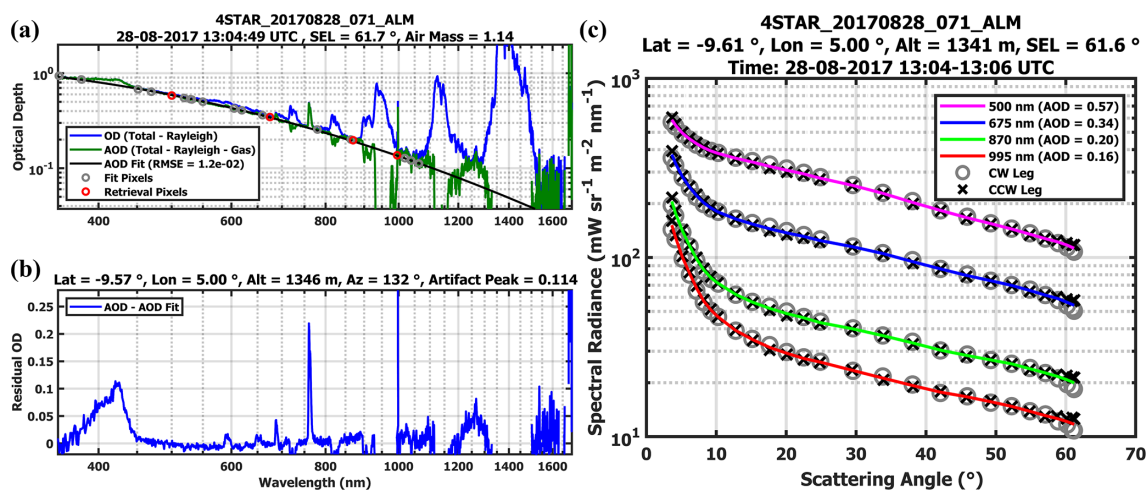 (a)
4STAR_20170828_071_ALM
28-08-2017 13:04:49 UTC , SEL = 61.7 °, Air Mass = 1.14
Optical Depth
10⁰
10⁻¹
OD (Total - Rayleigh)
AOD (Total - Rayleigh - Gas)
AOD Fit (RMSE = 1.2e-02)
Fit Pixels
Retrieval Pixels
400 600 800 1000 1200 1400 1600
(b)
Lat = -9.57 °, Lon = 5.00 °, Alt = 1346 m, Az = 132 °, Artifact Peak = 0.114
Residual OD
0.25
0.2
0.15
0.1
0.05
0
AOD - AOD Fit
400 600 800 1000 1200 1400 1600
Wavelength (nm)
(c)
4STAR_20170828_071_ALM
Lat = -9.61 °, Lon = 5.00 °, Alt = 1341 m, SEL = 61.6 °
Time: 28-08-2017 13:04-13:06 UTC
Spectral Radiance (mW sr⁻¹ m⁻² nm⁻¹)
10³
10²
10¹
500 nm (AOD = 0.57)
675 nm (AOD = 0.34)
870 nm (AOD = 0.20)
995 nm (AOD = 0.16)
CW Leg
CCW Leg
0 10 20 30 40 50 60 70
Scattering Angle (°)